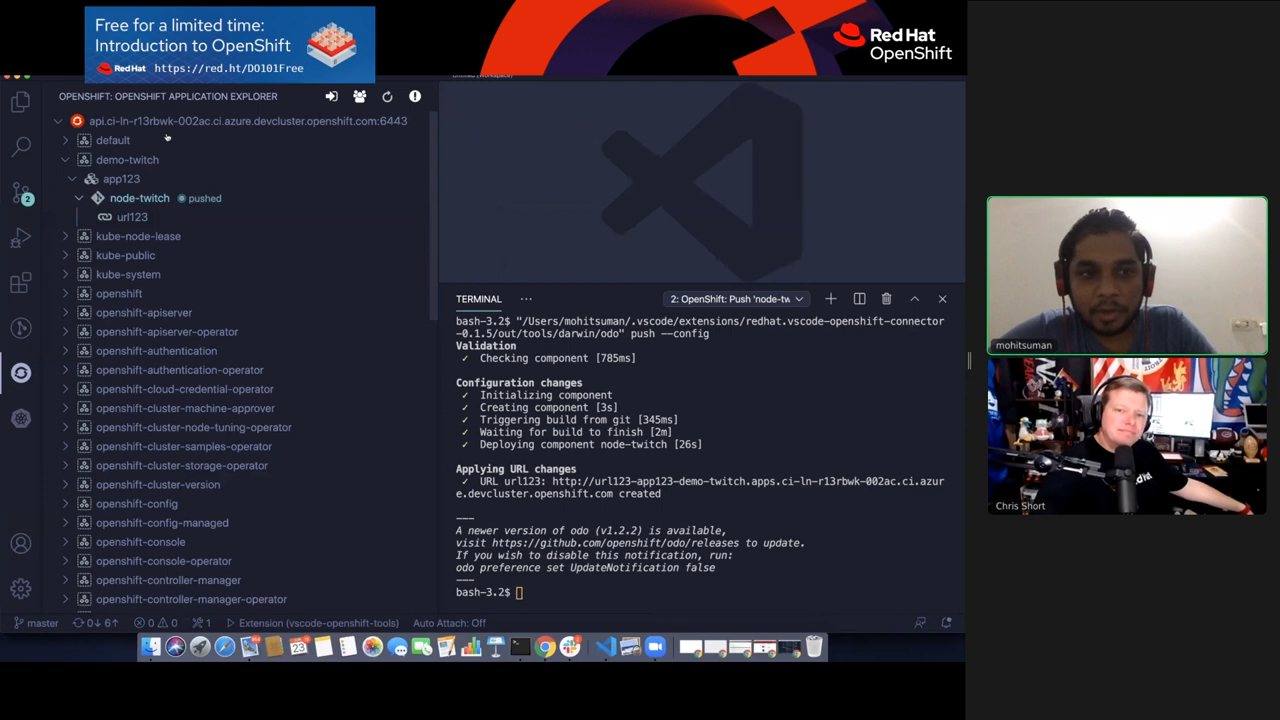 Free for a limited time:
Introduction to OpenShift
Red Hat https://red.ht/DO101Free
Red Hat
OpenShift
OPENSHIFT: OPENSHIFT APPLICATION EXPLORER
api.ci-ln-r13rbwk-002ac.ci.azure.devcluster.openshift.com:6443
default
demo-twitch
app123
node-twitch pushed
url123
kube-node-lease
kube-public
kube-system
openshift
openshift-apiserver
openshift-apiserver-operator
openshift-authentication
openshift-authentication-operator
openshift-cloud-credential-operator
openshift-cluster-machine-approver
openshift-cluster-node-tuning-operator
openshift-cluster-samples-operator
openshift-cluster-storage-operator
openshift-cluster-version
openshift-config
openshift-config-managed
openshift-console
openshift-console-operator
openshift-controller-manager
openshift-controller-manager-operator
2
TERMINAL ... 2: OpenShift: Push 'node-tw
bash-3.2$ "/Users/mohitsuman/.vscode/extensions/redhat.vscode-openshift-connector
-0.1.5/out/tools/darwin/odo" push --config
Validation
✓ Checking component [785ms]
Configuration changes
✓ Initializing component
✓ Creating component [3s]
✓ Triggering build from git [345ms]
✓ Waiting for build to finish [2m]
✓ Deploying component node-twitch [26s]
Applying URL changes
✓ URL url123: http://url123-app123-demo-twitch.apps.ci-ln-r13rbwk-002ac.ci.azur
e.devcluster.openshift.com created
---
A newer version of odo (v1.2.2) is available,
visit https://github.com/openshift/odo/releases to update.
If you wish to disable this notification, run:
odo preference set UpdateNotification false
---
bash-3.2$
master 0↓ 6↑ 0 0 1 Extension (vscode-openshift-tools) Auto Attach: Off
mohitsuman
Chris Short